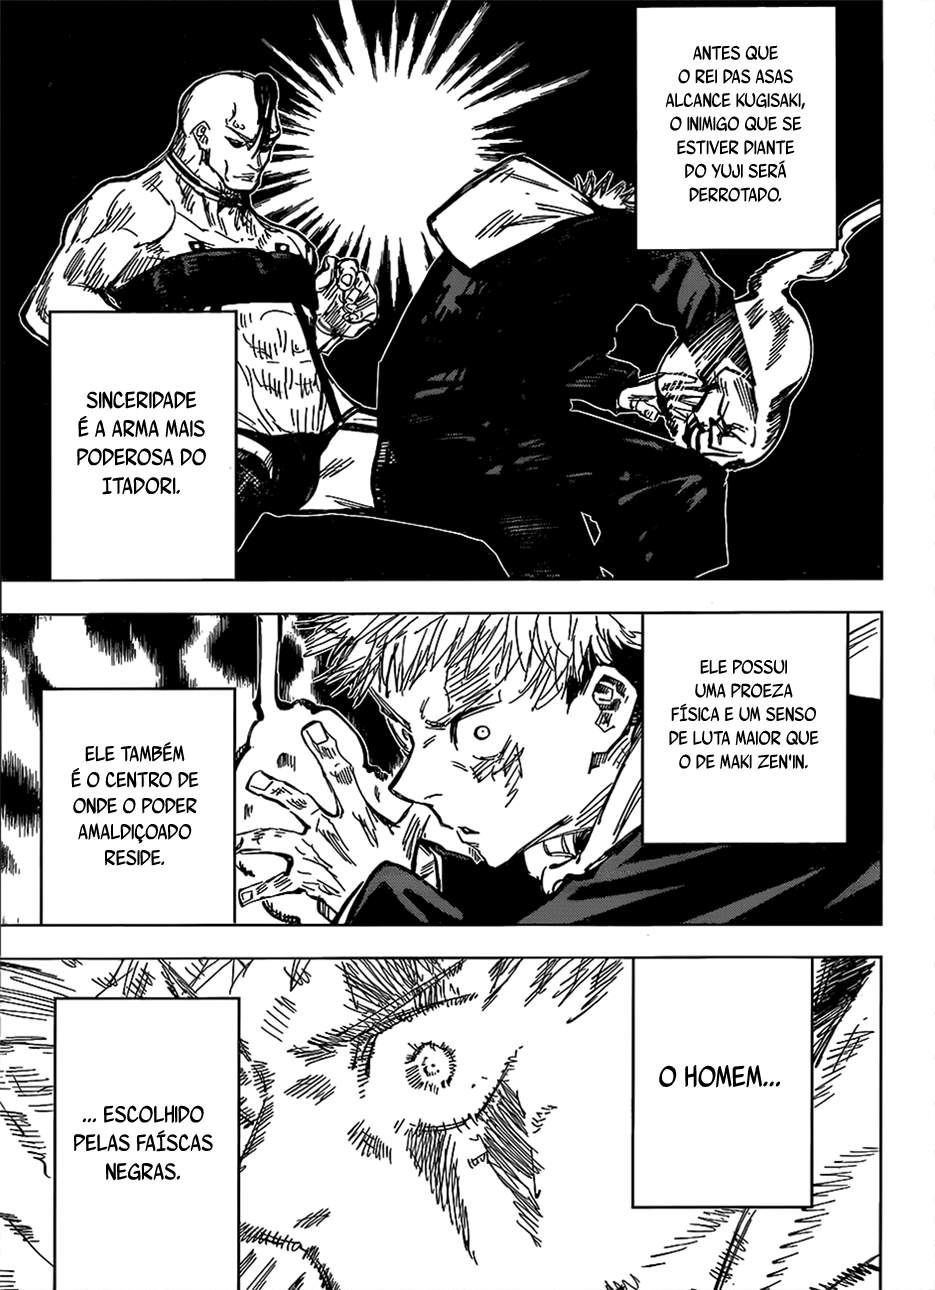 ANTES QUE
O REI DAS ASAS
ALCANCE KUGISAKI,
O INIMIGO QUE SE
ESTIVER DIANTE
DO YUJI SERÁ
DERROTADO.
SINCERIDADE
É A ARMA MAIS
PODEROSA DO
ITADORI.
ELE POSSUI
UMA PROEZA
FÍSICA E UM SENSO
DE LUTA MAIOR QUE
O DE MAKI ZEN'IN.
ELE TAMBÉM
É O CENTRO DE
ONDE O PODER
AMALDIÇOADO
RESIDE.
O HOMEM...
... ESCOLHIDO
PELAS FAÍSCAS
NEGRAS.